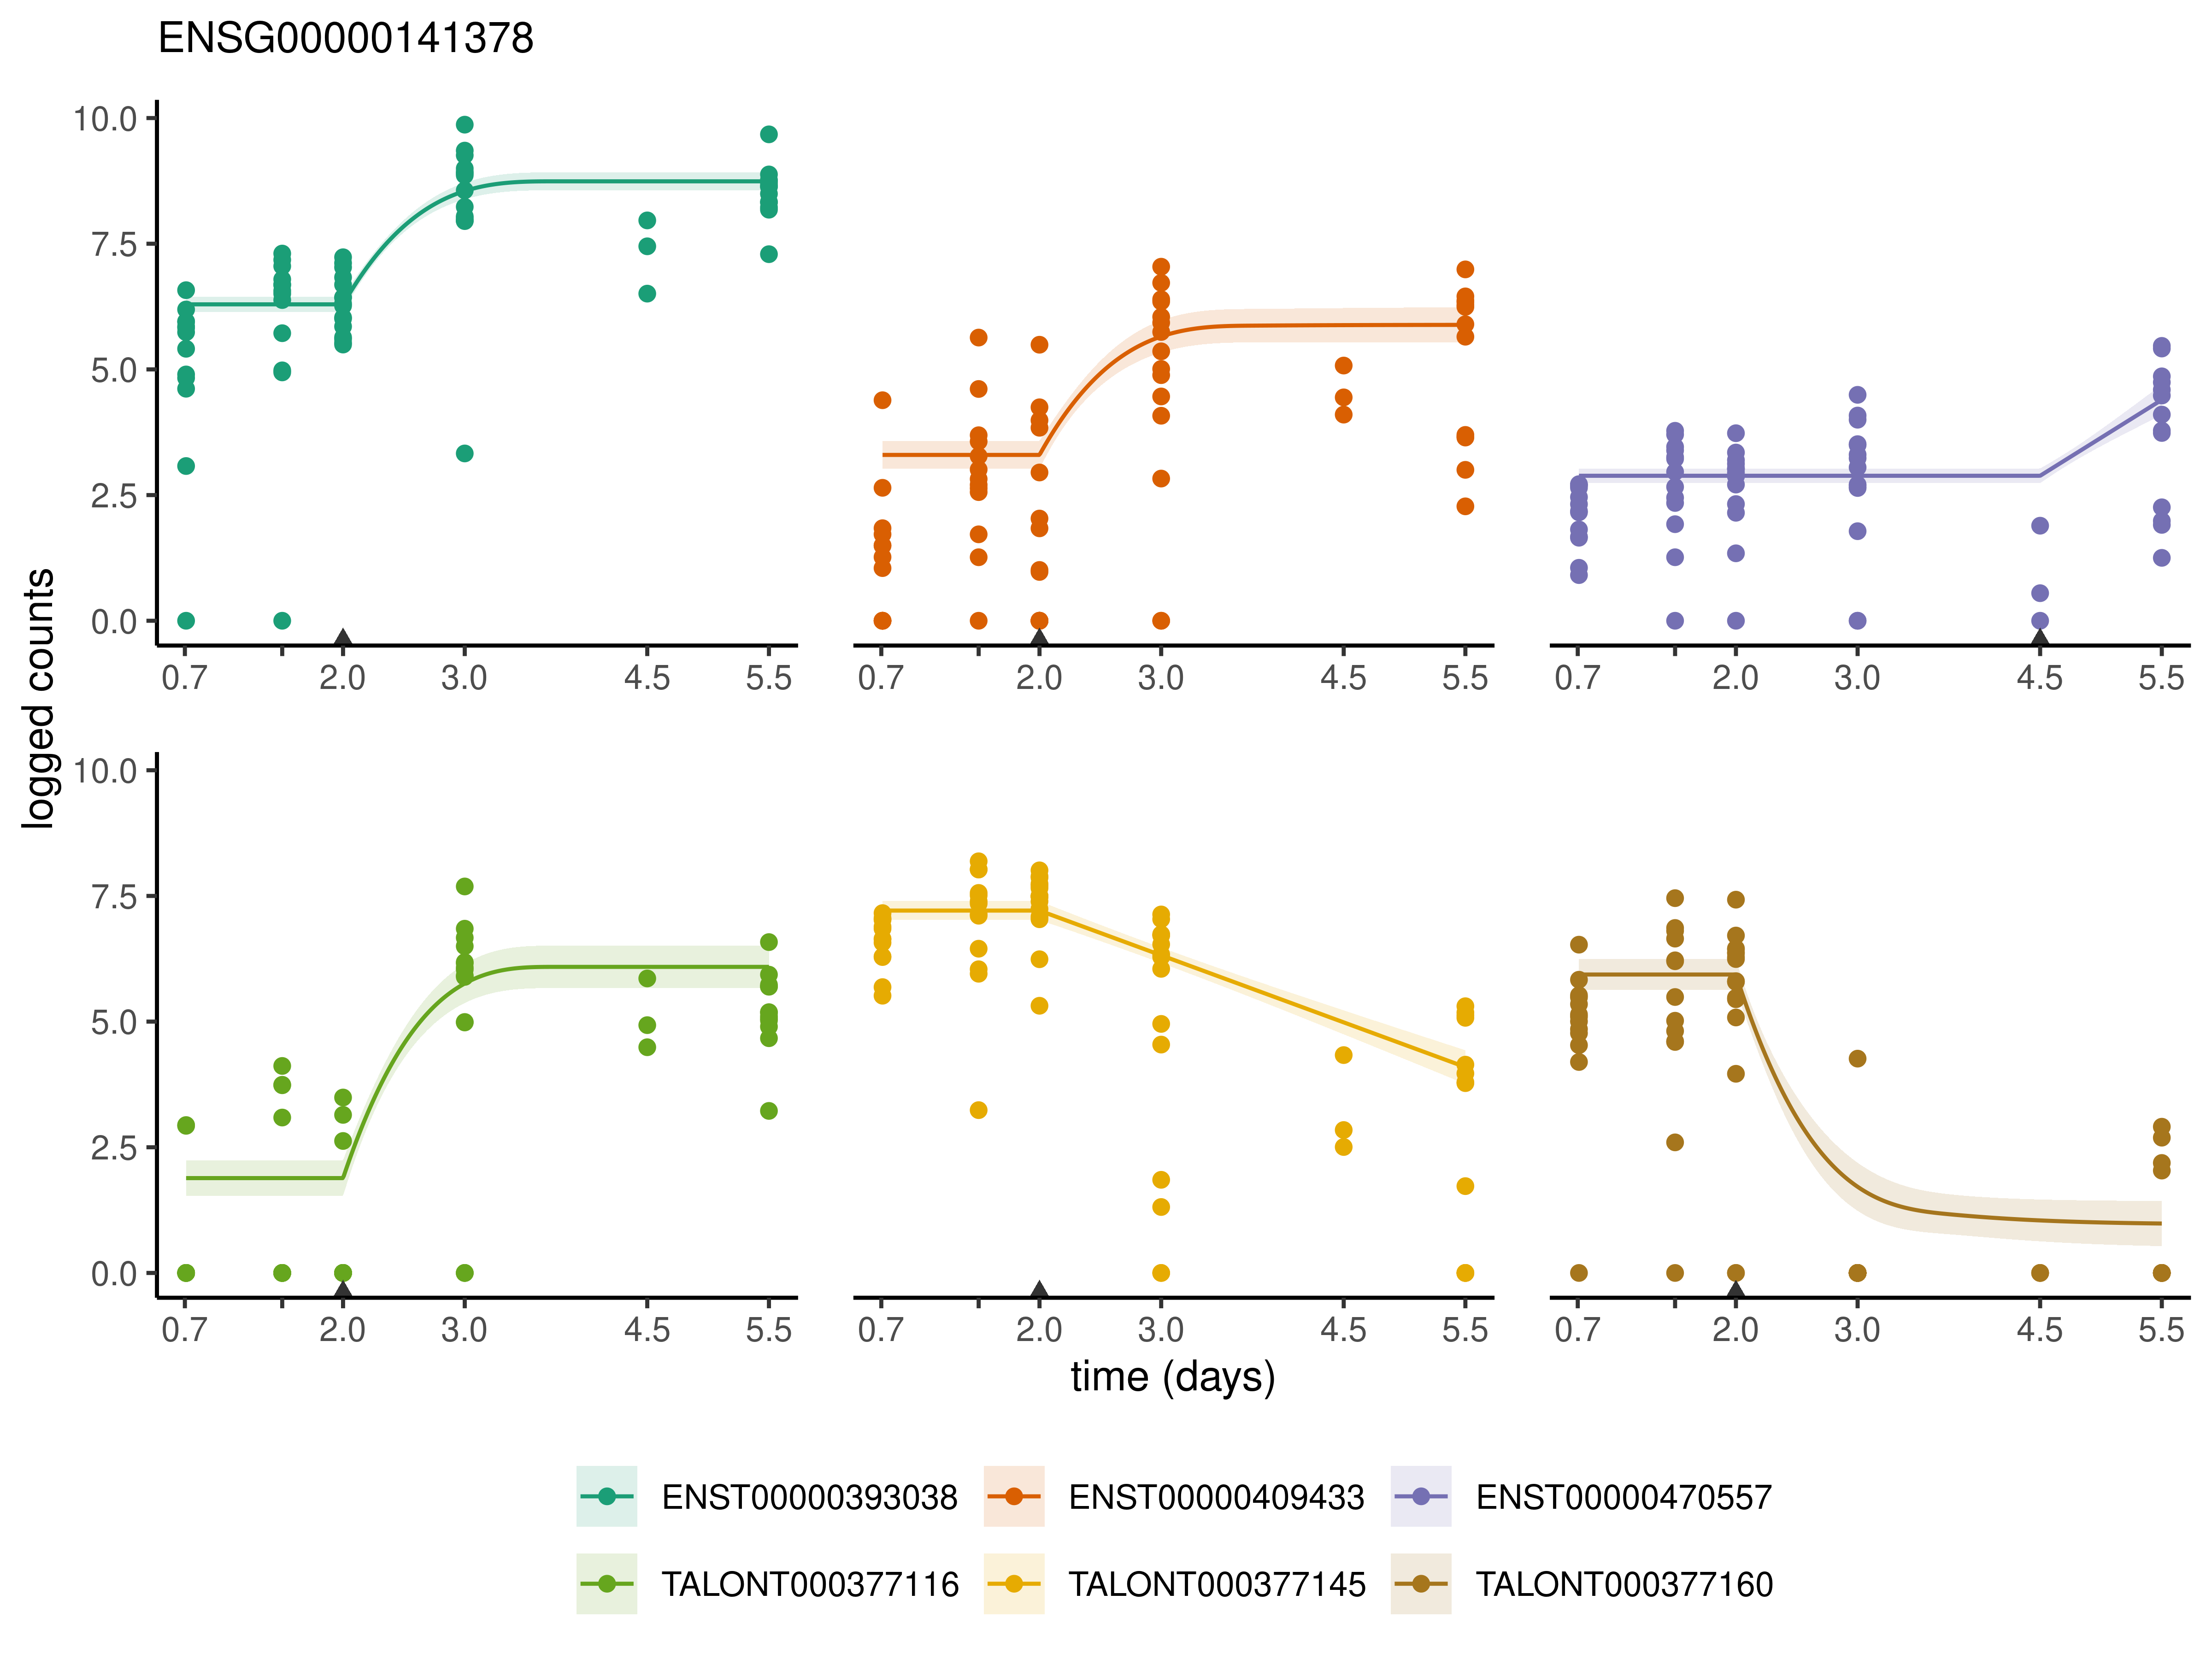 ENSG00000141378
logged counts
10.0
7.5
5.0
2.5
0.0
0.7 2.0 3.0 4.5 5.5
0.7 2.0 3.0 4.5 5.5
0.7 2.0 3.0 4.5 5.5
10.0
7.5
5.0
2.5
0.0
0.7 2.0 3.0 4.5 5.5
0.7 2.0 3.0 4.5 5.5
0.7 2.0 3.0 4.5 5.5
time (days)
ENST00000393038 ENST00000409433 ENST00000470557
TALONT000377116 TALONT000377145 TALONT000377160